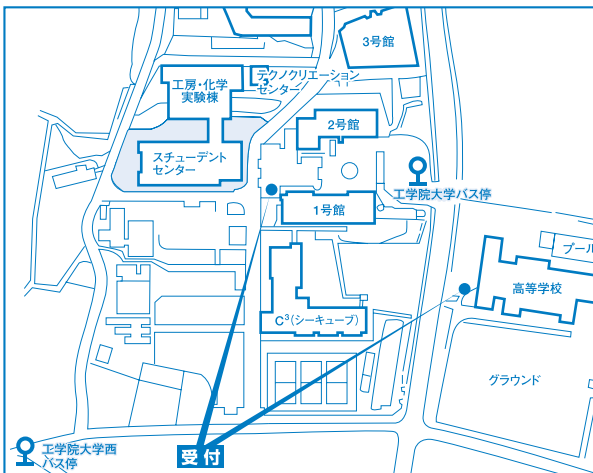 3号館
工房・化学
実験棟
テクノクリエーション
センター
2号館
スチューデント
センター
工学院大学バス停
1号館
プール
高等学校
C³(シーキューブ)
グラウンド
工学院大学西
バス停
受付